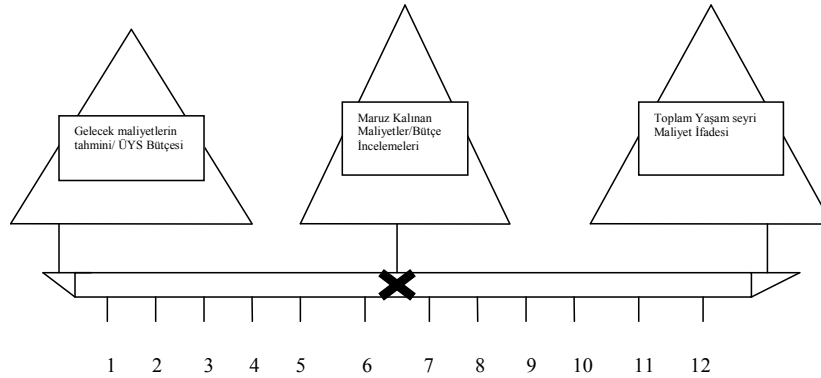 Gelecek maliyetlerin
tahmini/ ÜYS Bütçesi
Maruz Kalınan
Maliyetler/Bütçe
İncelemeleri
Toplam Yaşam seyri
Maliyet İfadesi
1 2 3 4 5 6 7 8 9 10 11 12